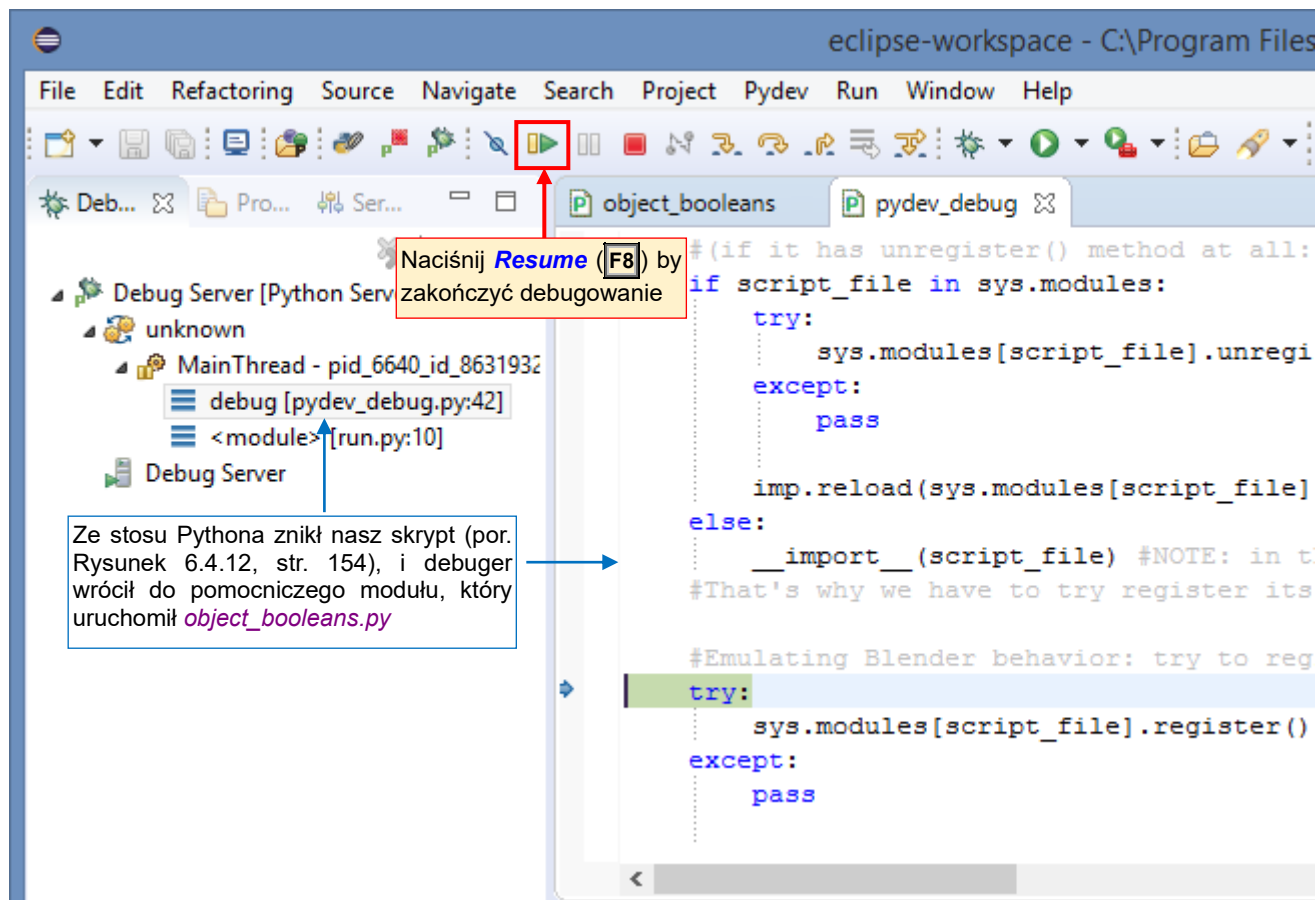 eclipse-workspace - C:\Program Files
File Edit Refactoring Source Navigate Search Project Pydev Run Window Help
Deb... Pro... Ser...
object_booleans pydev_debug
Naciśnij Resume (F8) by
zakończyć debugowanie
Debug Server [Python Serv
unknown
MainThread - pid_6640_id_8631932
debug [pydev_debug.py:42]
<module> [run.py:10]
Debug Server
Ze stosu Pythona znikł nasz skrypt (por.
Rysunek 6.4.12, str. 154), i debuger
wrócił do pomocniczego modułu, który
uruchomił object_booleans.py
#(if it has unregister() method at all:
if script_file in sys.modules:
try:
sys.modules[script_file].unregi
except:
pass
imp.reload(sys.modules[script_file]
else:
__import__(script_file) #NOTE: in t
#That's why we have to try register its
#Emulating Blender behavior: try to reg
try:
sys.modules[script_file].register()
except:
pass